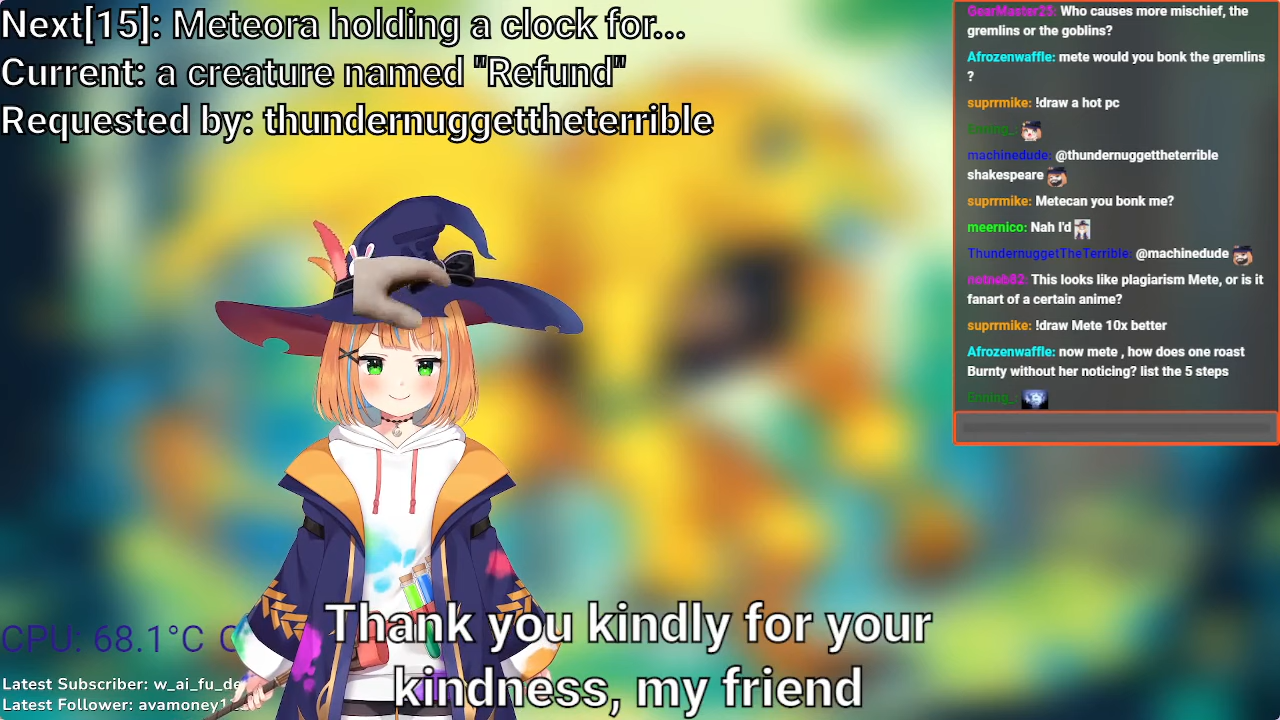 Next[15]: Meteora holding a clock for...
Current: a creature named "Refund"
Requested by: thundernuggettheterrible
GearMaster25: Who causes more mischief, the
gremlins or the goblins?
Afrozenwaffle: mete would you bonk the gremlins
?
suprrmike: !draw a hot pc
Enning_:
machinedude: @thundernuggettheterrible
shakespeare
suprrmike: Metecan you bonk me?
meernico: Nah I'd
ThundernuggetTheTerrible: @machinedude
This looks like plagiarism Mete, or is it
fanart of a certain anime?
suprrmike: !draw Mete 10x better
Afrozenwaffle: now mete , how does one roast
Burnty without her noticing? list the 5 steps
Enning_:
Thank you kindly for your
kindness, my friend
CPU: 68.1°C
Latest Subscriber: w_ai_fu_de
Latest Follower: avamoney1